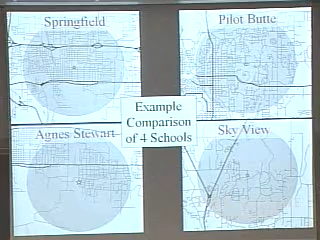 Springfield
Pilot Butte
Example
Comparison
of 4 Schools
Agnes Stewart
Sky View